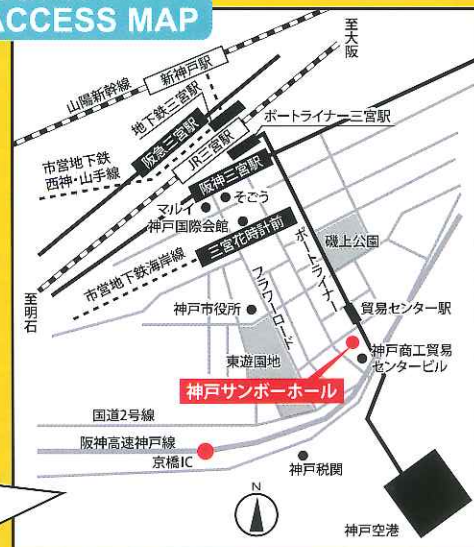 ACCESS MAP
至大阪
新神戸駅
山陽新幹線
地下鉄三宮駅
ポートライナー三宮駅
阪急三宮駅
JR三宮駅
市営地下鉄
西神・山手線
阪神三宮駅
そごう
マルイ
神戸国際会館
三宮花時計前
磯上公園
市営地下鉄海岸線
フラワーロード
ポートライナー
至明石
神戸市役所
貿易センター駅
東遊園地
神戸商工貿易
センタービル
神戸サンボーホール
国道2号線
阪神高速神戸線
京橋IC
神戸税関
N
神戸空港